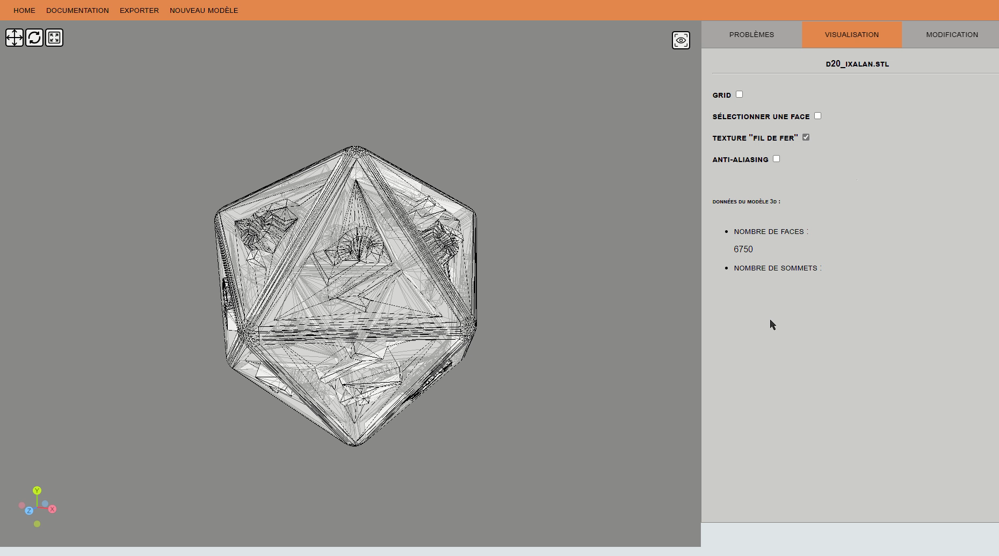 HOME DOCUMENTATION EXPORTER NOUVEAU MODÈLE
PROBLÈMES VISUALISATION MODIFICATION
D20_IXALAN.STL
GRID
SÉLECTIONNER UNE FACE
TEXTURE "FIL DE FER"
ANTI-ALIASING
DONNÉES DU MODÈLE 3D :
• NOMBRE DE FACES :
6750
• NOMBRE DE SOMMETS :
Y
Z X